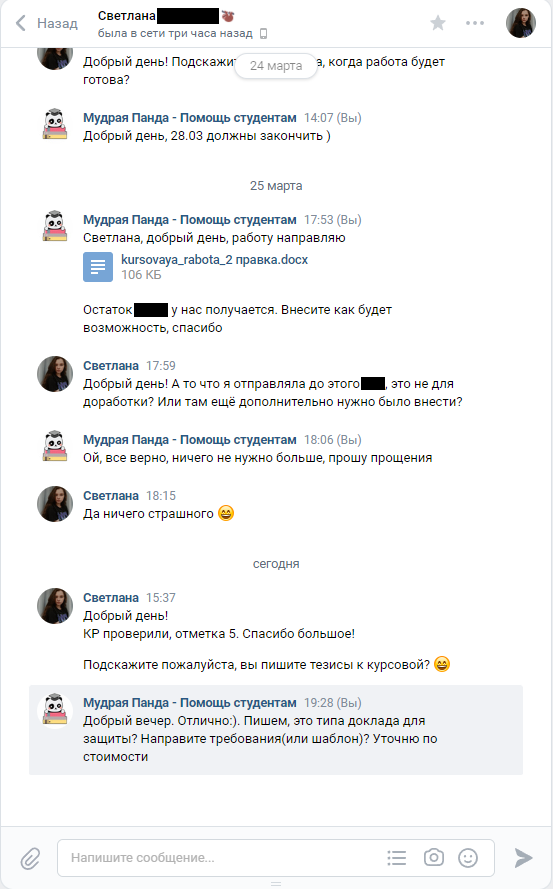 Назад
Светлана
была в сети три часа назад
24 марта
Добрый день! Подскажит а, когда работа будет
готова?
Мудрая Панда - Помощь студентам 14:07 (Вы)
Добрый день, 28.03 должны закончить )
25 марта
Мудрая Панда - Помощь студентам 17:53 (Вы)
Светлана, добрый день, работу направляю
kursovaya_rabota_2 правка.docx
106 КБ
Остаток у нас получается. Внесите как будет
возможность, спасибо
Светлана 17:59
Добрый день! А то что я отправляла до этого , это не для
доработки? Или там ещё дополнительно нужно было внести?
Мудрая Панда - Помощь студентам 18:06 (Вы)
Ой, все верно, ничего не нужно больше, прошу прощения
Светлана 18:15
Да ничего страшного 😄
сегодня
Светлана 15:37
Добрый день!
КР проверили, отметка 5. Спасибо большое!
Подскажите пожалуйста, вы пишите тезисы к курсовой? 😄
Мудрая Панда - Помощь студентам 19:28 (Вы)
Добрый вечер. Отлично:). Пишем, это типа доклада для
защиты? Направите требования(или шаблон)? Уточню по
стоимости
Напишите сообщение...